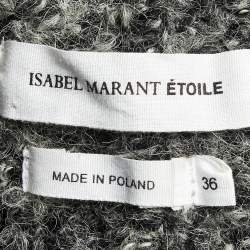 ISABEL MARANT ÉTOILE
MADE IN POLAND 36